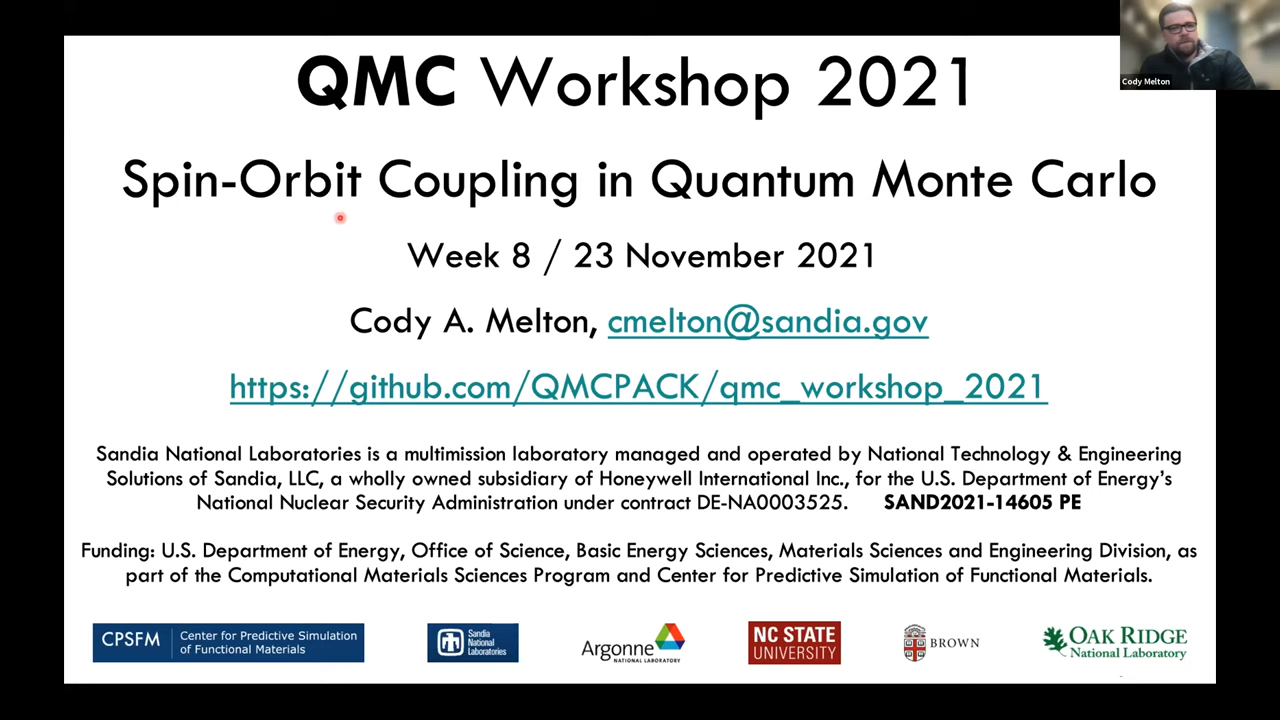 QMC Workshop 2021
Cody Melton
Spin-Orbit Coupling in Quantum Monte Carlo
Week 8 / 23 November 2021
Cody A. Melton, cmelton@sandia.gov
https://github.com/QMCPACK/qmc_workshop_2021
Sandia National Laboratories is a multimission laboratory managed and operated by National Technology & Engineering
Solutions of Sandia, LLC, a wholly owned subsidiary of Honeywell International Inc., for the U.S. Department of Energy's
National Nuclear Security Administration under contract DE-NA0003525. SAND2021-14605 PE
Funding: U.S. Department of Energy, Office of Science, Basic Energy Sciences, Materials Sciences and Engineering Division, as
part of the Computational Materials Sciences Program and Center for Predictive Simulation of Functional Materials.
CPSFM
Center for Predictive Simulation
of Functional Materials
Sandia
National
Laboratories
Argonne
NATIONAL LABORATORY
NC STATE
UNIVERSITY
BROWN
OAK RIDGE
National Laboratory